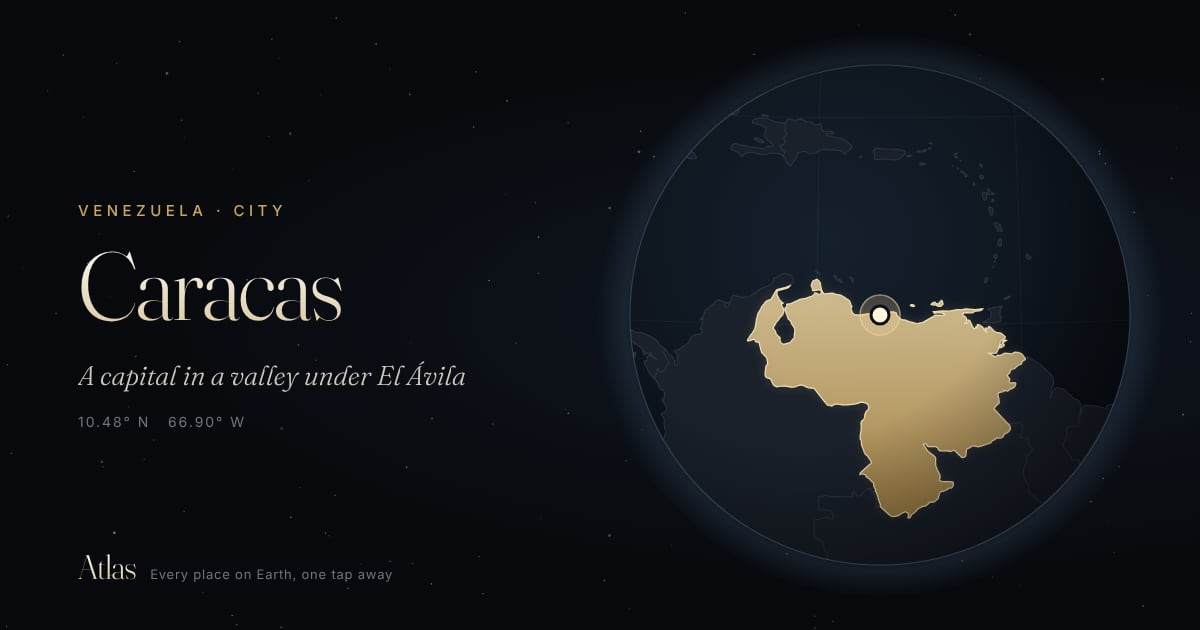 VENEZUELA · CITY
Caracas
A capital in a valley under El Ávila
10.48° N 66.90° W
Atlas Every place on Earth, one tap away